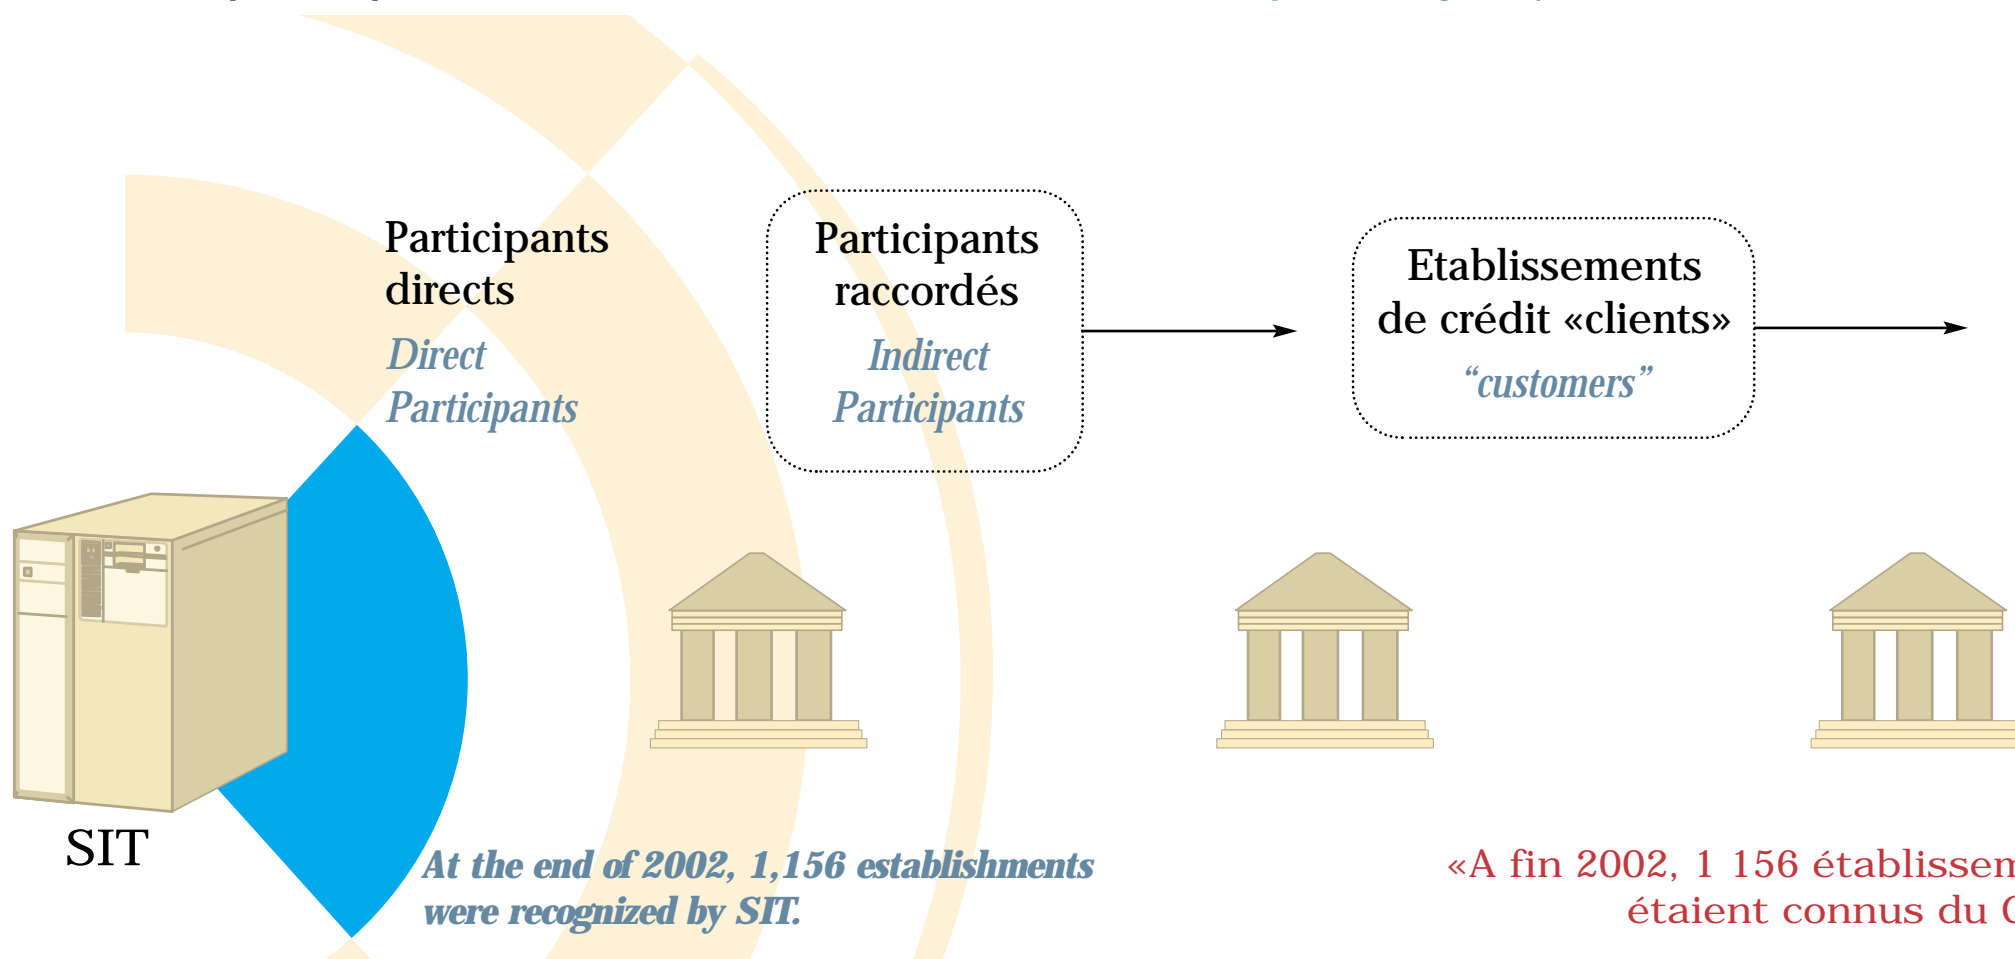 Participants
directs
Direct
Participants
Participants
raccordés
Indirect
Participants
Etablissements
de crédit «clients»
“customers”
SIT
At the end of 2002, 1,156 establishments
were recognized by SIT.
«A fin 2002, 1 156
étaient connus du